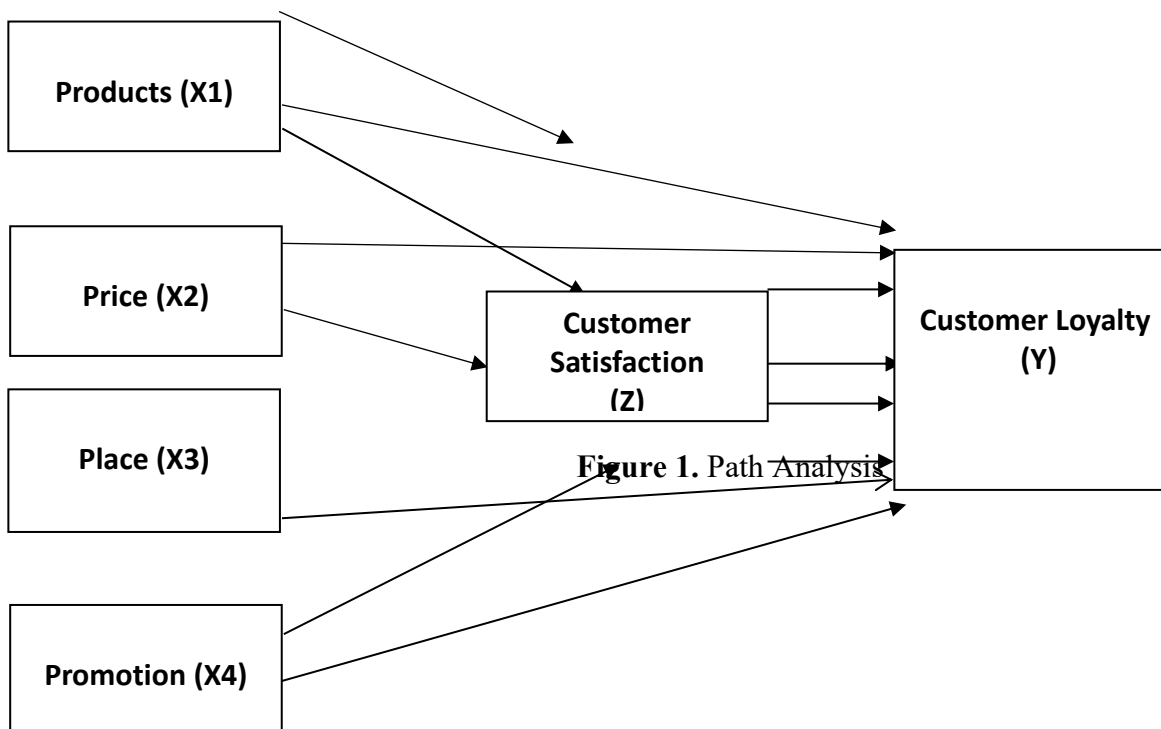 Products (X1)
Price (X2)
Customer
Satisfaction
(Z)
Customer Loyalty
(Y)
Place (X3)
Figure 1. Path Analysis
Promotion (X4)